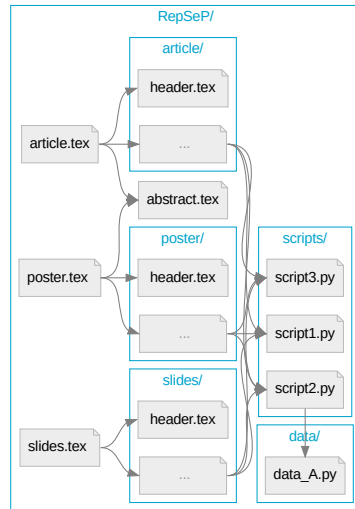 RepSeP/
article/
header.tex
article.tex
...
abstract.tex
poster/
scripts/
poster.tex
header.tex
script3.py
...
script1.py
slides/
script2.py
header.tex
slides.tex
data/
...
data_A.py